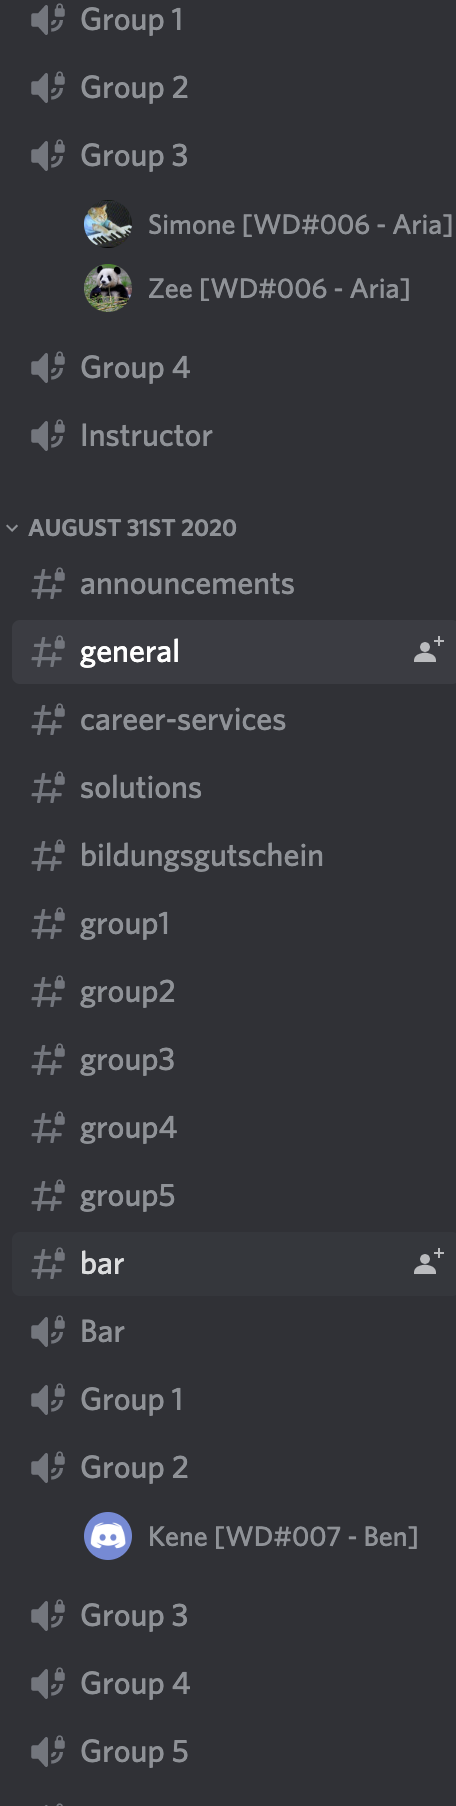 Group 1
Group 2
Group 3
Simone [WD#006 - Aria]
Zee [WD#006 - Aria]
Group 4
Instructor
AUGUST 31ST 2020
announcements
general
career-services
solutions
bildungsgutschein
group1
group2
group3
group4
group5
bar
Bar
Group 1
Group 2
Kene [WD#007 - Ben]
Group 3
Group 4
Group 5